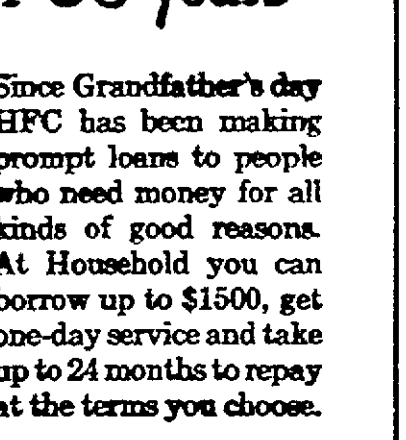 Since Grandfather's day
HFC has been making
prompt loans to people
who need money for all
kinds of good reasons.
At Household you can
borrow up to $1500, get
one-day service and take
up to 24 months to repay
at the terms you choose.